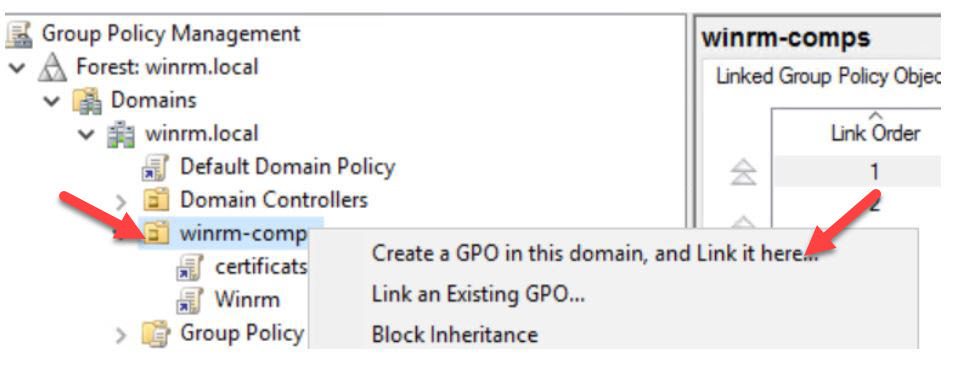 Group Policy Management
Forest: winrm.local
Domains
winrm.local
Default Domain Policy
Domain Controllers
winrm-comp
certificats
Winrm
Group Policy
winrm-comps
Linked Group Policy Objec
Link Order
1
2
Create a GPO in this domain, and Link it here...
Link an Existing GPO...
Block Inheritance